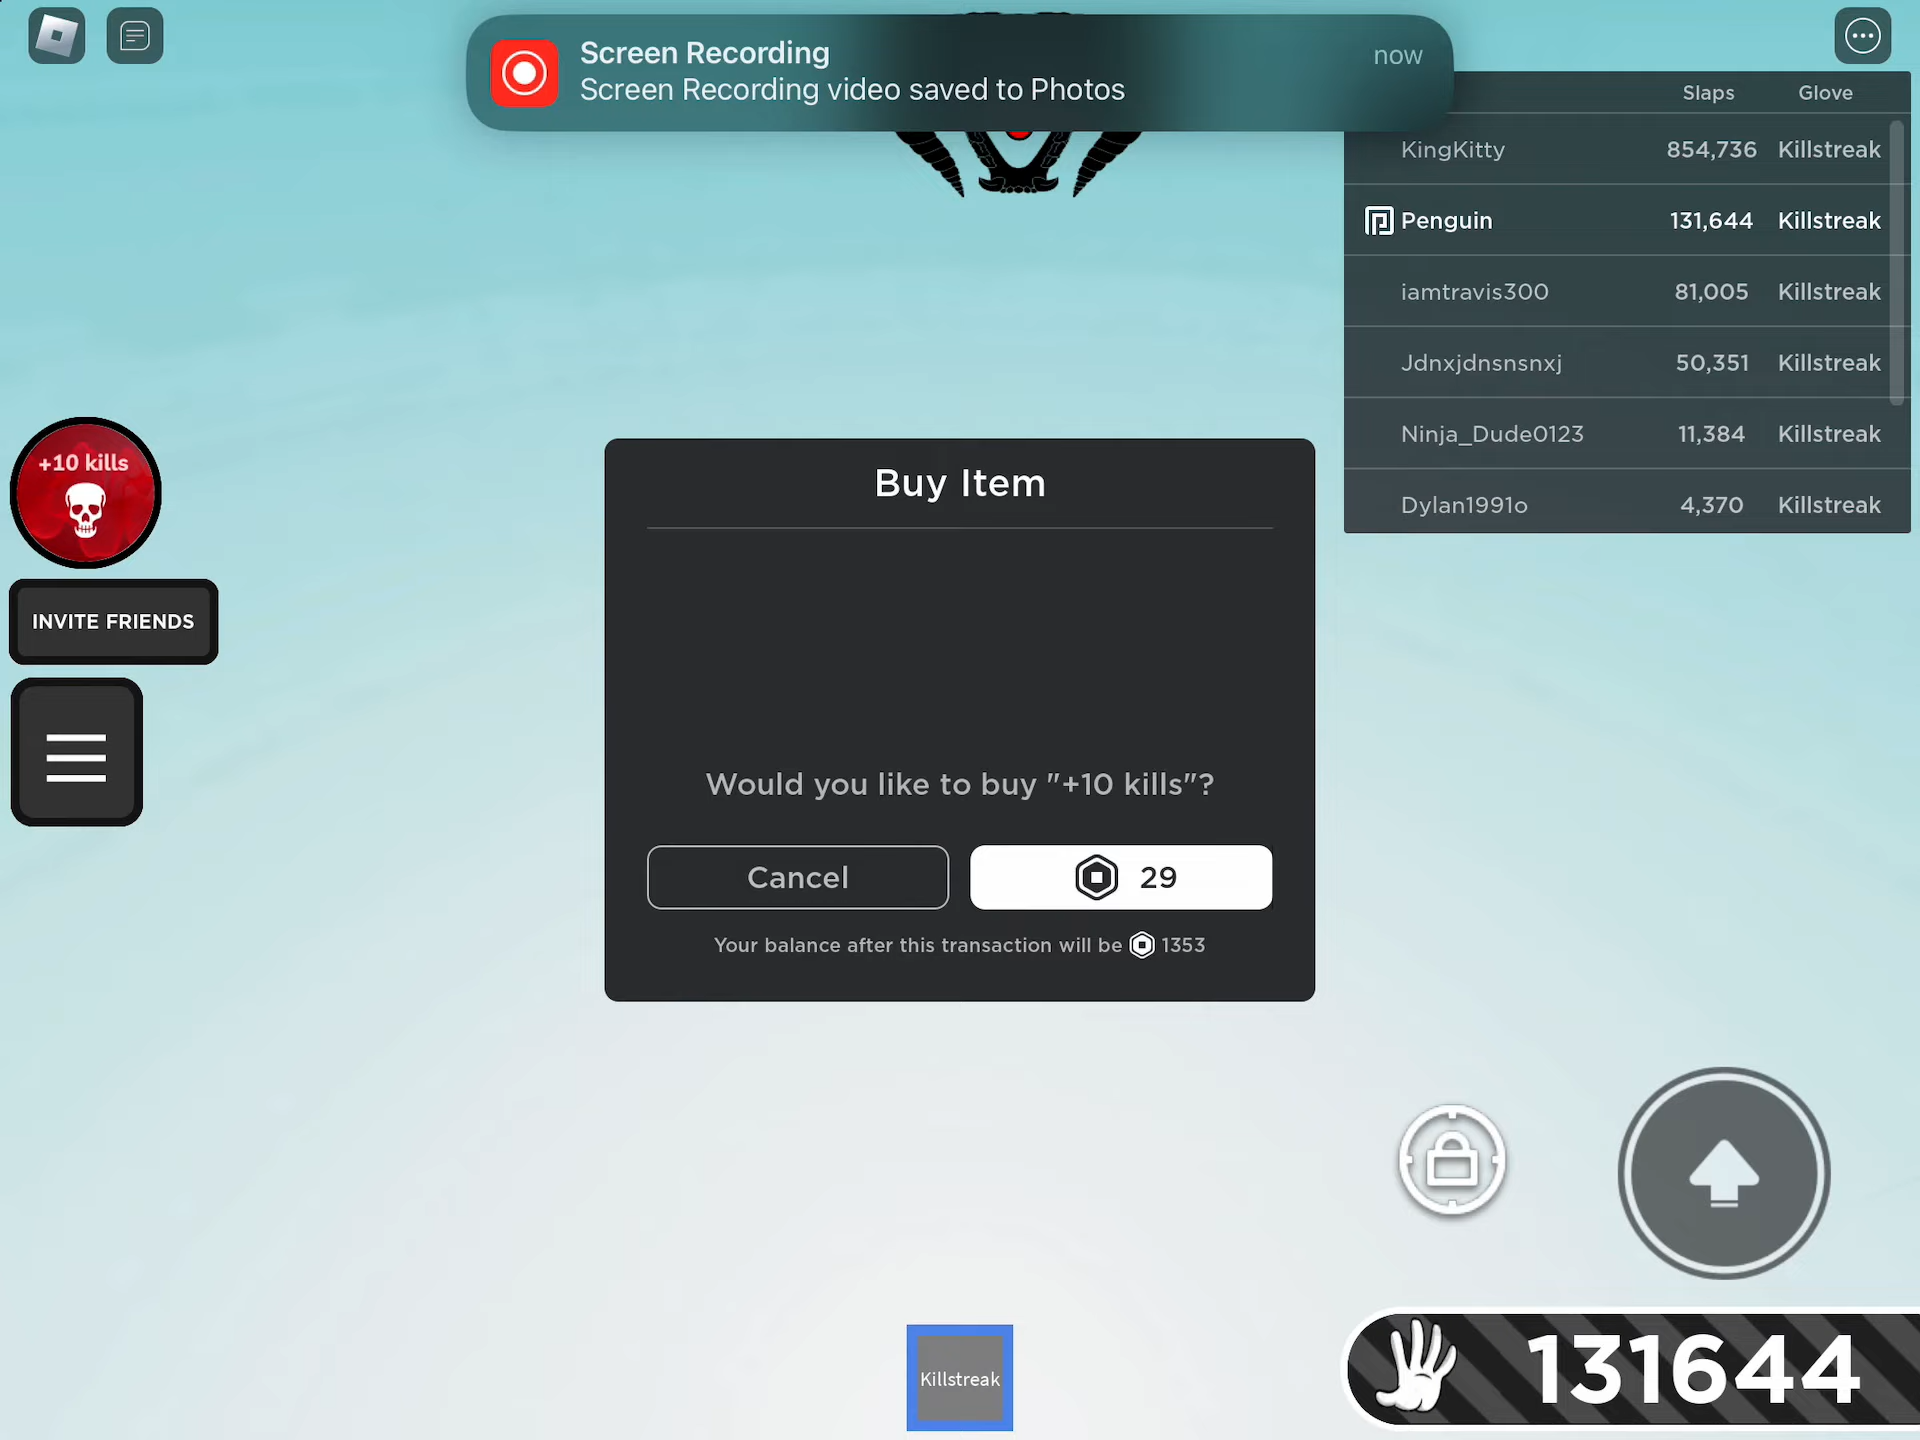 Screen Recording
now
Screen Recording video saved to Photos
Slaps Glove
KingKitty 854,736 Killstreak
Penguin 131,644 Killstreak
iamtravis300 81,005 Killstreak
Jdnxjdnsnsnxj 50,351 Killstreak
Ninja_Dude0123 11,384 Killstreak
Dylan1991o 4,370 Killstreak
+10 kills
INVITE FRIENDS
Buy Item
Would you like to buy "+10 kills"?
Cancel 29
Your balance after this transaction will be 1353
Killstreak
131644